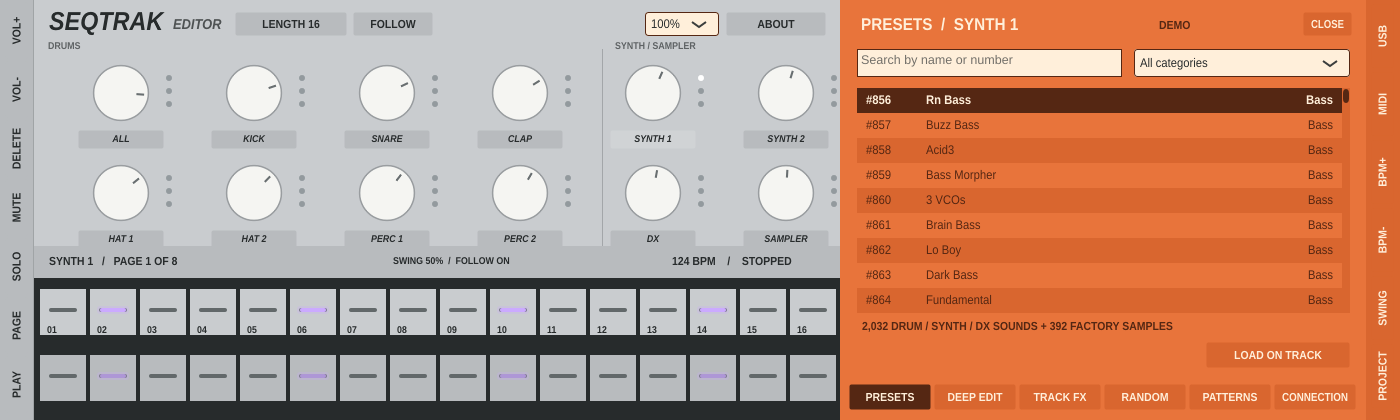 VOL+
VOL-
DELETE
MUTE
SOLO
PAGE
PLAY
SEQTRAK EDITOR LENGTH 16 FOLLOW 100% ABOUT
DRUMS SYNTH / SAMPLER
ALL KICK SNARE CLAP SYNTH 1 SYNTH 2
HAT 1 HAT 2 PERC 1 PERC 2 DX SAMPLER
SYNTH 1 / PAGE 1 OF 8 SWING 50% / FOLLOW ON 124 BPM / STOPPED
01 02 03 04 05 06 07 08 09 10 11 12 13 14 15 16
PRESETS / SYNTH 1 DEMO CLOSE
Search by name or number All categories
#856 Rn Bass Bass
#857 Buzz Bass Bass
#858 Acid3 Bass
#859 Bass Morpher Bass
#860 3 VCOs Bass
#861 Brain Bass Bass
#862 Lo Boy Bass
#863 Dark Bass Bass
#864 Fundamental Bass
2,032 DRUM / SYNTH / DX SOUNDS + 392 FACTORY SAMPLES
LOAD ON TRACK
PRESETS DEEP EDIT TRACK FX RANDOM PATTERNS CONNECTION
USB
MIDI
BPM+
BPM-
SWING
PROJECT